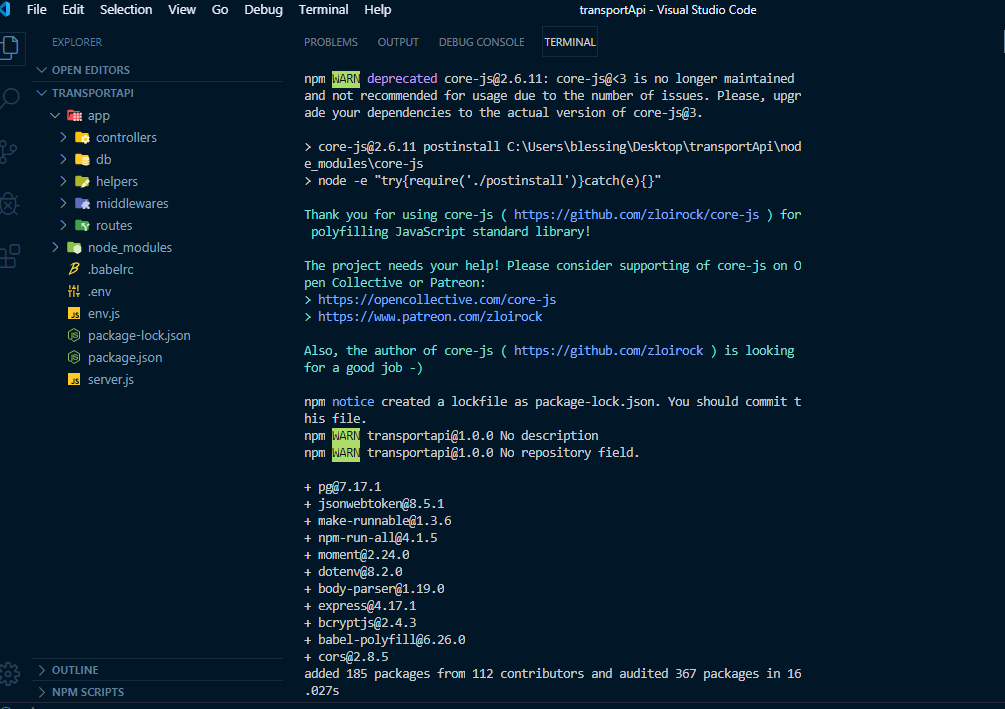 File Edit Selection View Go Debug Terminal Help
transportApi - Visual Studio Code
EXPLORER
OPEN EDITORS
TRANSPORTAPI
app
controllers
db
helpers
middlewares
routes
node_modules
.babelrc
.env
env.js
package-lock.json
package.json
server.js
OUTLINE
NPM SCRIPTS
PROBLEMS OUTPUT DEBUG CONSOLE TERMINAL
npm WARN deprecated core-js@2.6.11: core-js@<3 is no longer maintained
and not recommended for usage due to the number of issues. Please, upgr
ade your dependencies to the actual version of core-js@3.
> core-js@2.6.11 postinstall C:\Users\blessing\Desktop\transportApi\nod
e_modules\core-js
> node -e "try{require('./postinstall')}catch(e){}"
Thank you for using core-js ( https://github.com/zloirock/core-js ) for
polyfilling JavaScript standard library!
The project needs your help! Please consider supporting of core-js on O
pen Collective or Patreon:
> https://opencollective.com/core-js
> https://www.patreon.com/zloirock
Also, the author of core-js ( https://github.com/zloirock ) is looking
for a good job -)
npm notice created a lockfile as package-lock.json. You should commit t
his file.
npm WARN transportapi@1.0.0 No description
npm WARN transportapi@1.0.0 No repository field.
+ pg@7.17.1
+ jsonwebtoken@8.5.1
+ make-runnable@1.3.6
+ npm-run-all@4.1.5
+ moment@2.24.0
+ dotenv@8.2.0
+ body-parser@1.19.0
+ express@4.17.1
+ bcryptjs@2.4.3
+ babel-polyfill@6.26.0
+ cors@2.8.5
added 185 packages from 112 contributors and audited 367 packages in 16
.027s